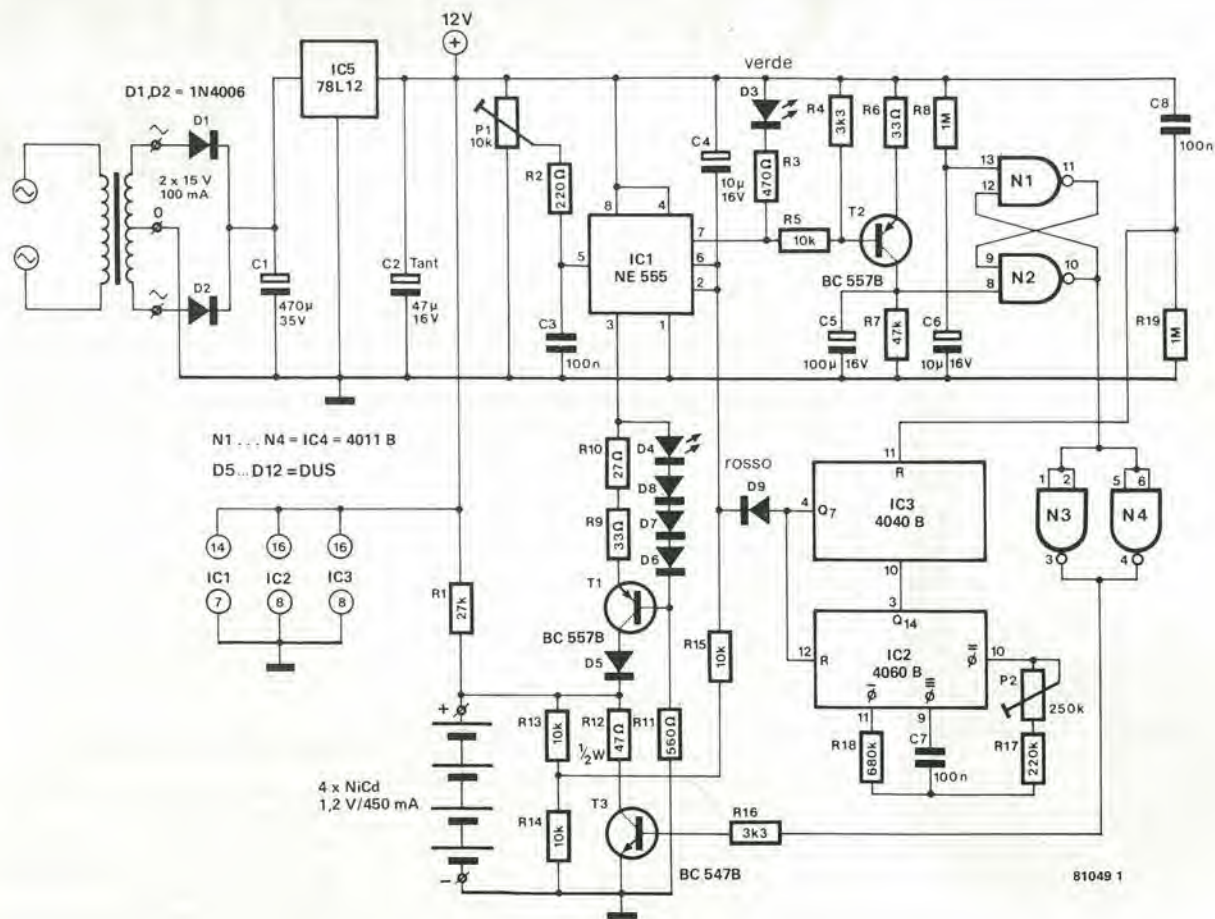 12 V
+
IC5
78L12
D1,D2 = 1N4006
D1
2 x 15 V
100 mA
0
D2
C1
470µ
35V
C2 Tant
47µ
16V
P1
10k
R2
220Ω
C3
100n
8
4
5
IC1
NE 555
7
6
2
3
1
C4
10µ
16V
verde
D3
R3
470Ω
R4
3k3
R5
10k
R6
33Ω
T2
BC 557B
R8
1M
C5
100µ 16V
R7
47k
C6
10µ 16V
13
12
N1
11
9
8
N2
10
C8
100n
R19
1M
N1 . . . N4 = IC4 = 4011 B
D5...D12 = DUS
14
16
16
IC1
IC2
IC3
7
8
8
R1
27k
R10
27Ω
R9
33Ω
D4
D8
D7
D6
T1
BC 557B
D5
rosso
D9
R15
10k
11
R
4
Q7
IC3
4040 B
10
3
Q14
12
R
IC2
4060 B
ØI
ØIII
ØII
10
11
9
P2
250k
R18
680k
C7
100n
R17
220k
1
2
N3
3
5
6
N4
4
+
4 x NiCd
1,2 V/450 mA
−
R13
10k
R12
47Ω
½W
R11
560Ω
R14
10k
T3
BC 547B
R16
3k3
81049 1